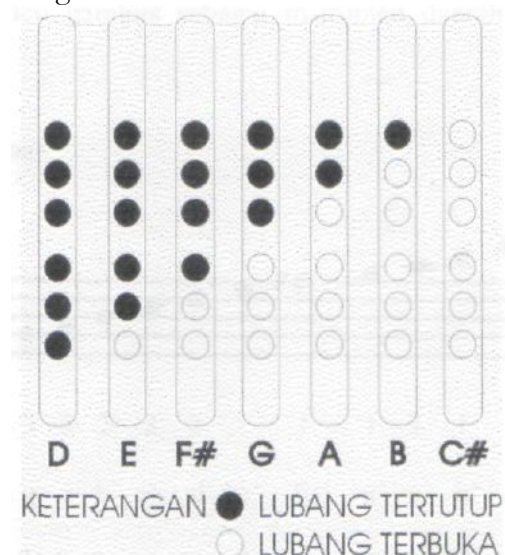 D E F# G A B C#
KETERANGAN ● LUBANG TERTUTUP
○ LUBANG TERBUKA